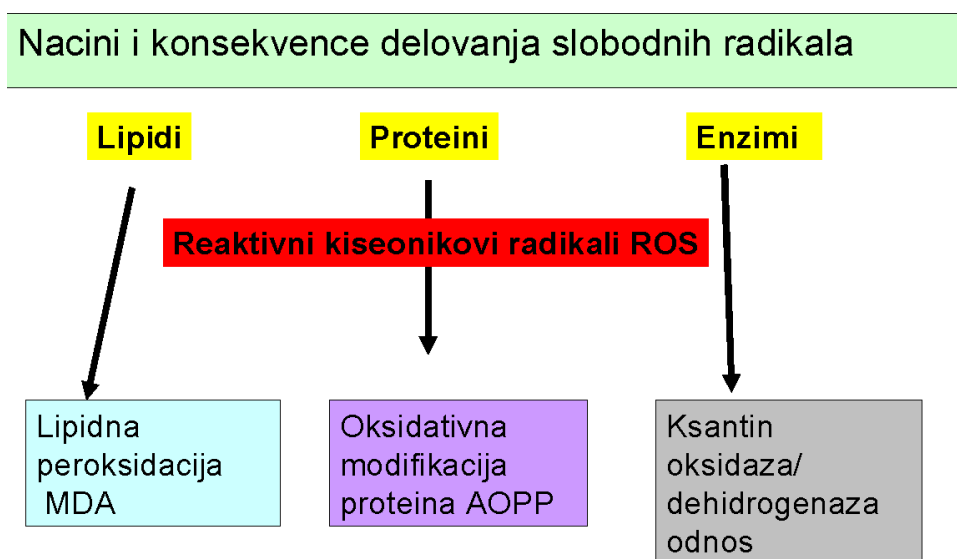 Nacini i konsekvence delovanja slobodnih radikala
Lipidi
Proteini
Enzimi
Reaktivni kiseonikovi radikali ROS
Lipidna
peroksidacija
MDA
Oksidativna
modifikacija
proteina AOPP
Ksantin
oksidaza/
dehidrogenaza
odnos